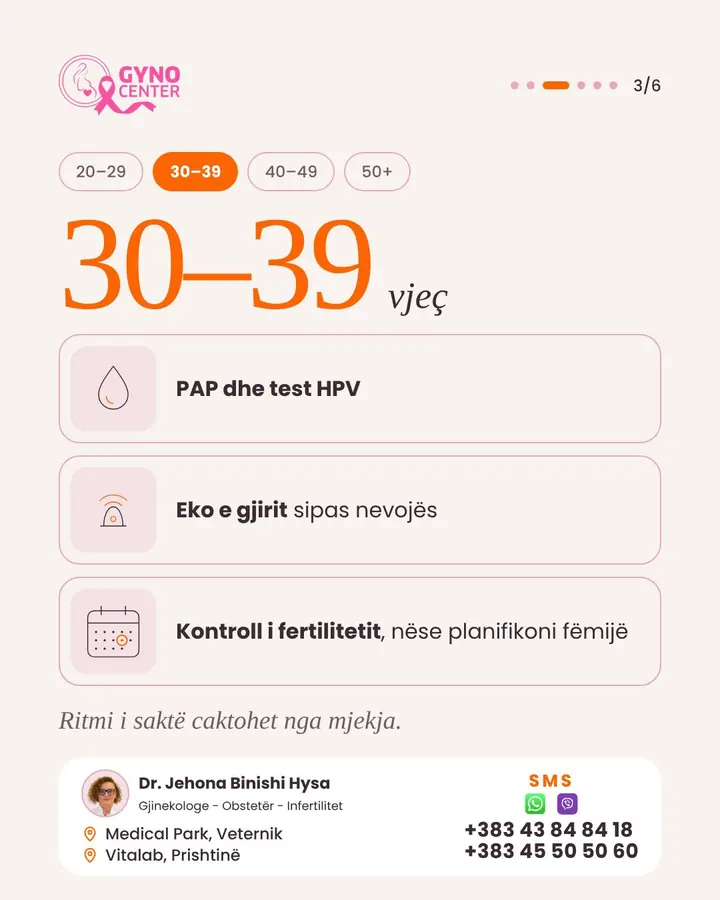 GYNO
CENTER
3/6
20–29
30–39
40–49
50+
30–39 vjeç
PAP dhe test HPV
Eko e gjirit sipas nevojës
Kontroll i fertilitetit, nëse planifikoni fëmijë
Ritmi i saktë caktohet nga mjekja.
Dr. Jehona Binishi Hysa
Gjinekologe - Obstetër - Infertilitet
Medical Park, Veternik
Vitalab, Prishtinë
SMS
+383 43 84 84 18
+383 45 50 50 60